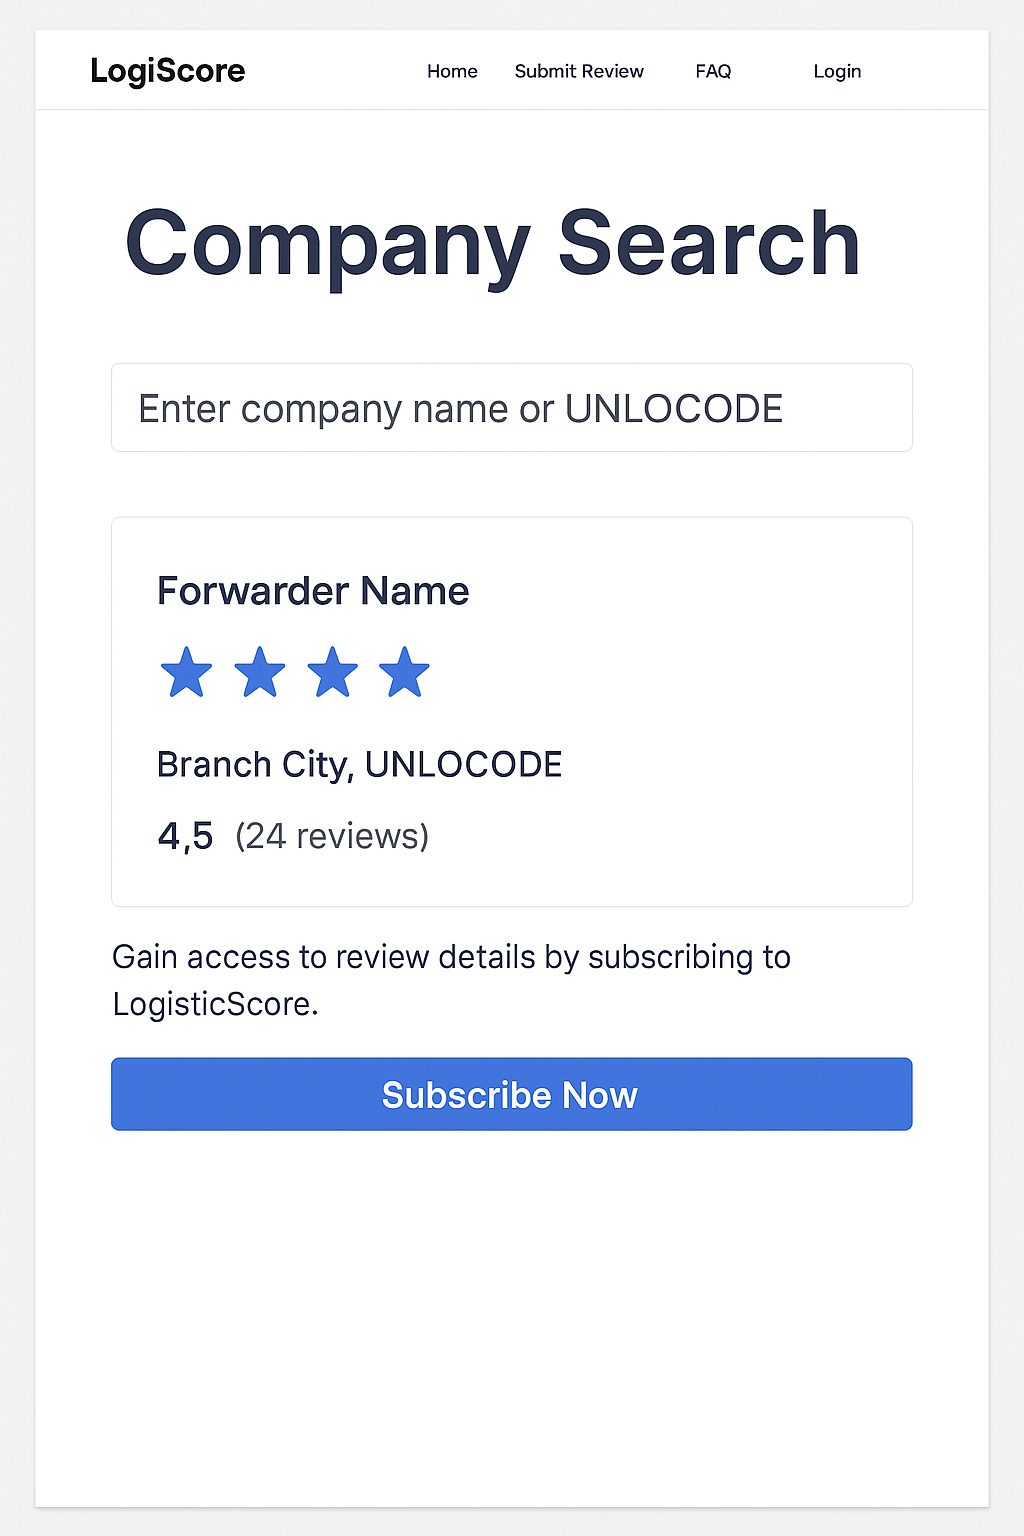 LogiScore
Home Submit Review FAQ Login
Company Search
Enter company name or UNLOCODE
Forwarder Name
Branch City, UNLOCODE
4,5 (24 reviews)
Gain access to review details by subscribing to
LogisticScore.
Subscribe Now